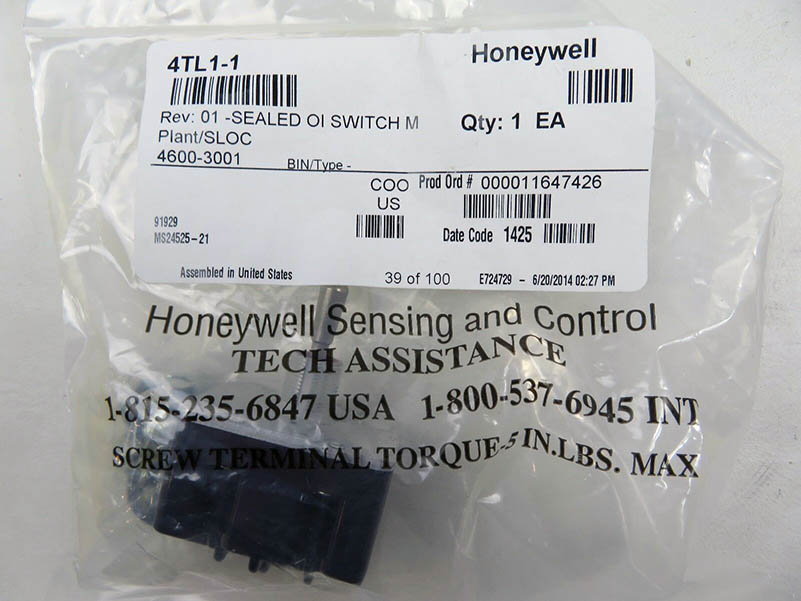 4TL1-1
Honeywell
Rev: 01 -SEALED OI SWITCH M
Qty: 1 EA
Plant/SLOC
4600-3001
BIN/Type -
COO
US
Prod Ord # 000011647426
91929
MS24525-21
Date Code 1425
Assembled in United States
39 of 100
E724729 - 6/20/2014 02:27 PM
Honeywell Sensing and Control
TECH ASSISTANCE
1-815-235-6847 USA 1-800-537-6945 INT
SCREW TERMINAL TORQUE-5 IN.LBS. MAX